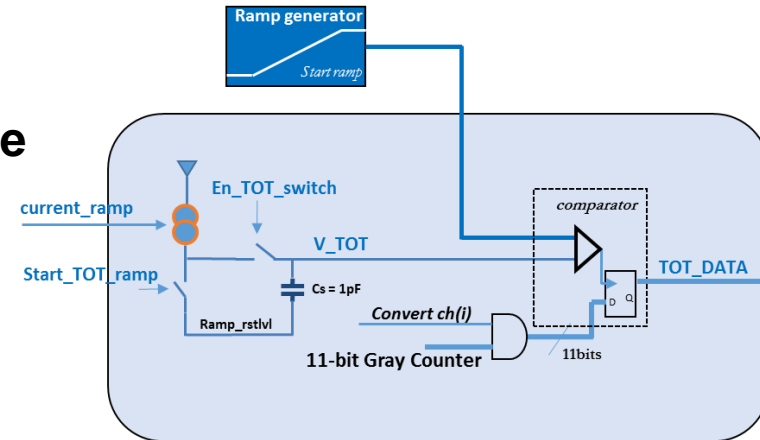 Ramp generator
Start ramp
e
En_TOT_switch
comparator
current_ramp
V_TOT
Start_TOT_ramp
TOT_DATA
Cs = 1pF
D Q
Convert ch(i)
Ramp_rstlvl
11-bit Gray Counter
11bits